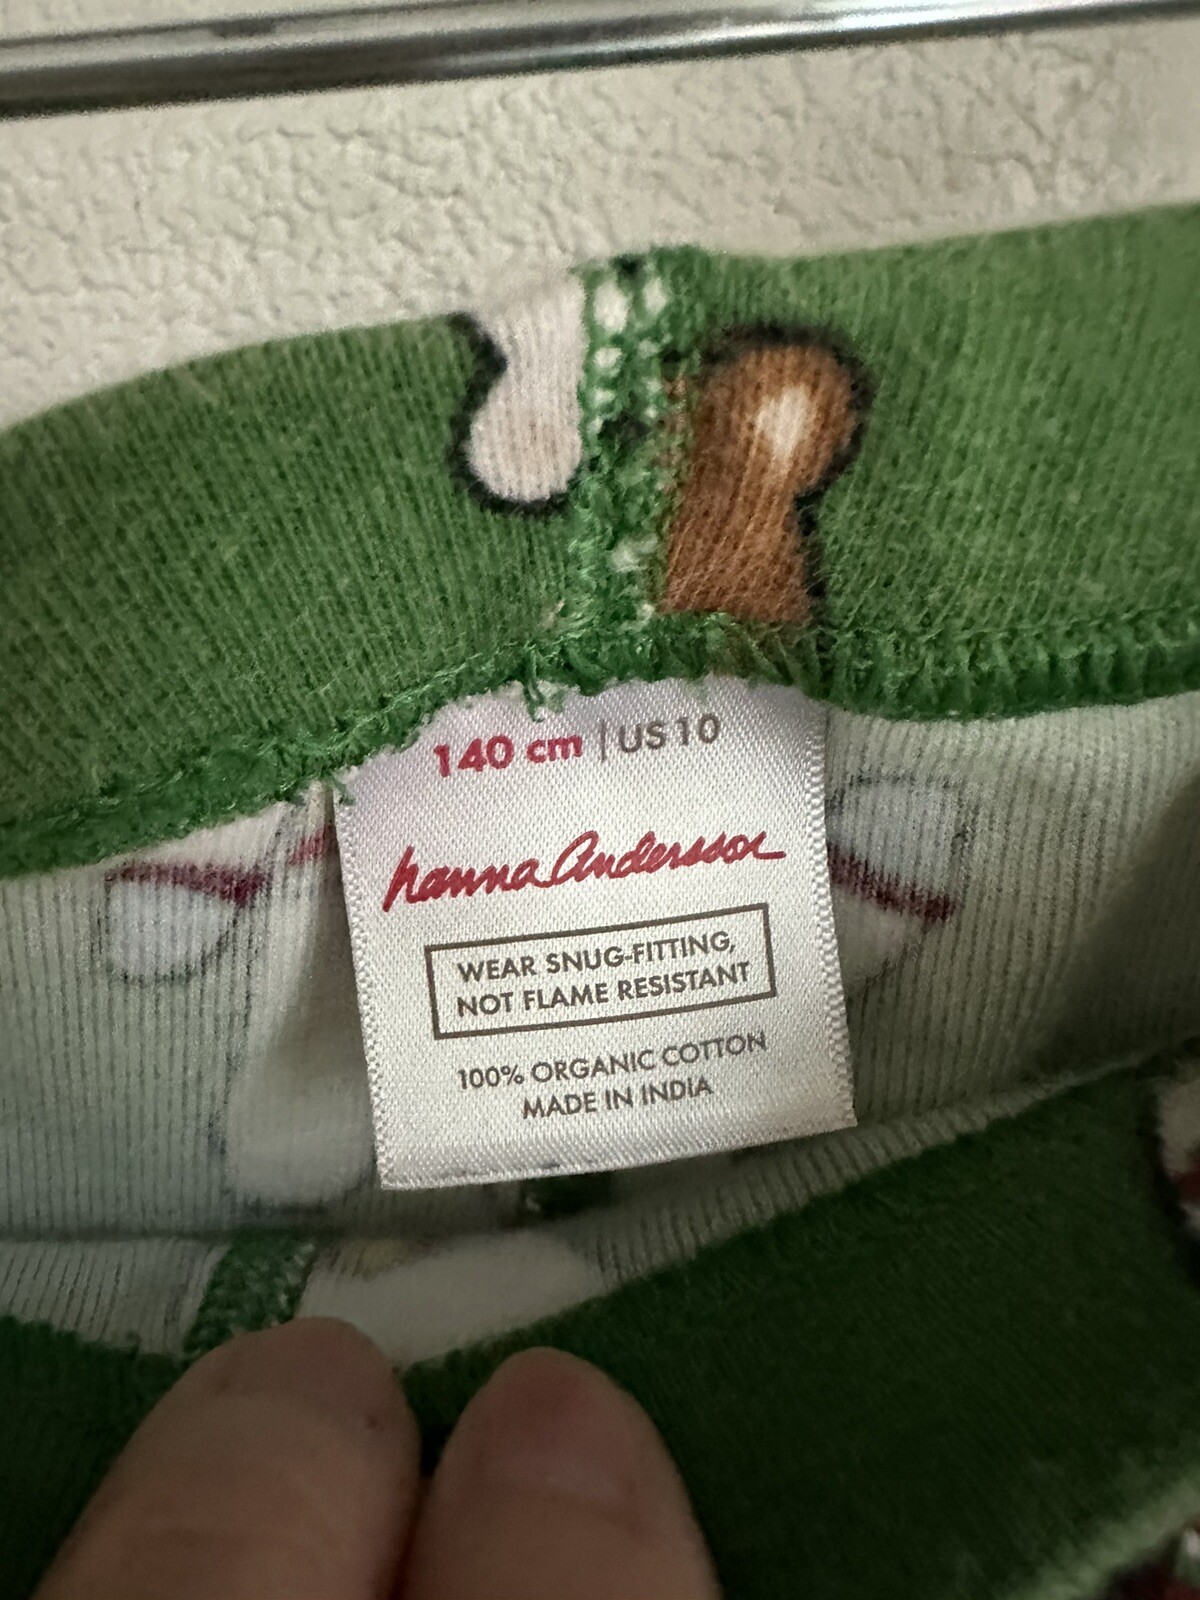 140 cm | US 10
hanna Andersson
WEAR SNUG-FITTING,
NOT FLAME RESISTANT
100% ORGANIC COTTON
MADE IN INDIA